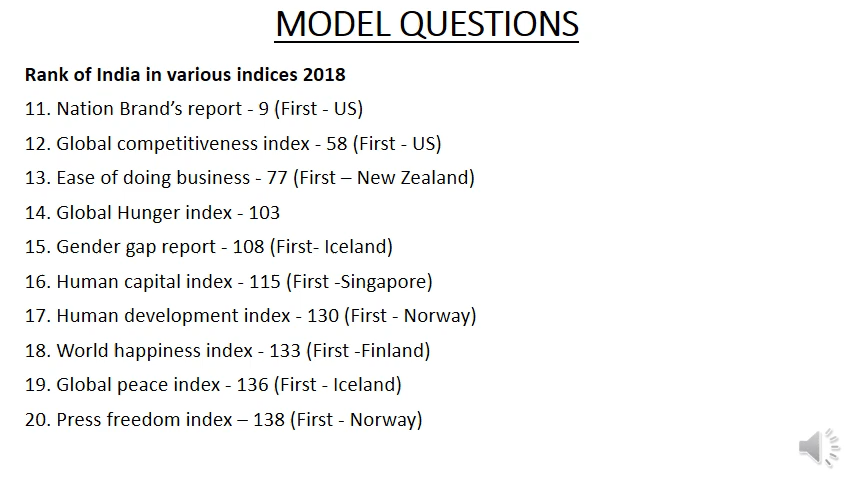 MODEL QUESTIONS
Rank of India in various indices 2018
11. Nation Brand's report - 9 (First - US)
12. Global competitiveness index - 58 (First - US)
13. Ease of doing business - 77 (First – New Zealand)
14. Global Hunger index - 103
15. Gender gap report - 108 (First- Iceland)
16. Human capital index - 115 (First -Singapore)
17. Human development index - 130 (First - Norway)
18. World happiness index - 133 (First -Finland)
19. Global peace index - 136 (First - Iceland)
20. Press freedom index – 138 (First - Norway)